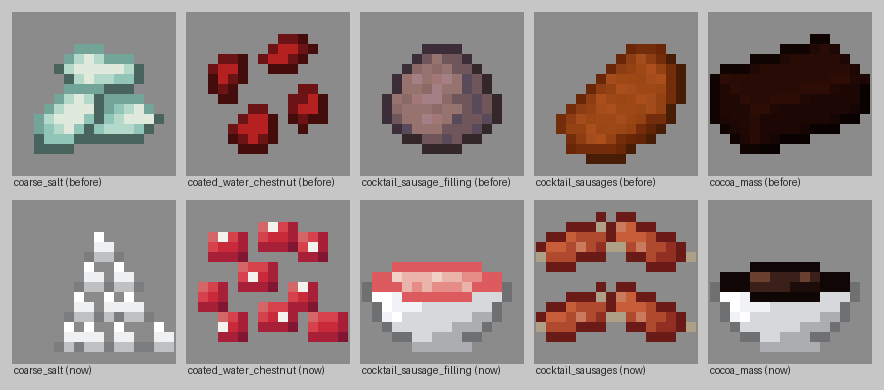 coarse_salt (before) coated_water_chestnut (before) cocktail_sausage_filling (before) cocktail_sausages (before) cocoa_mass (before)
coarse_salt (now) coated_water_chestnut (now) cocktail_sausage_filling (now) cocktail_sausages (now) cocoa_mass (now)